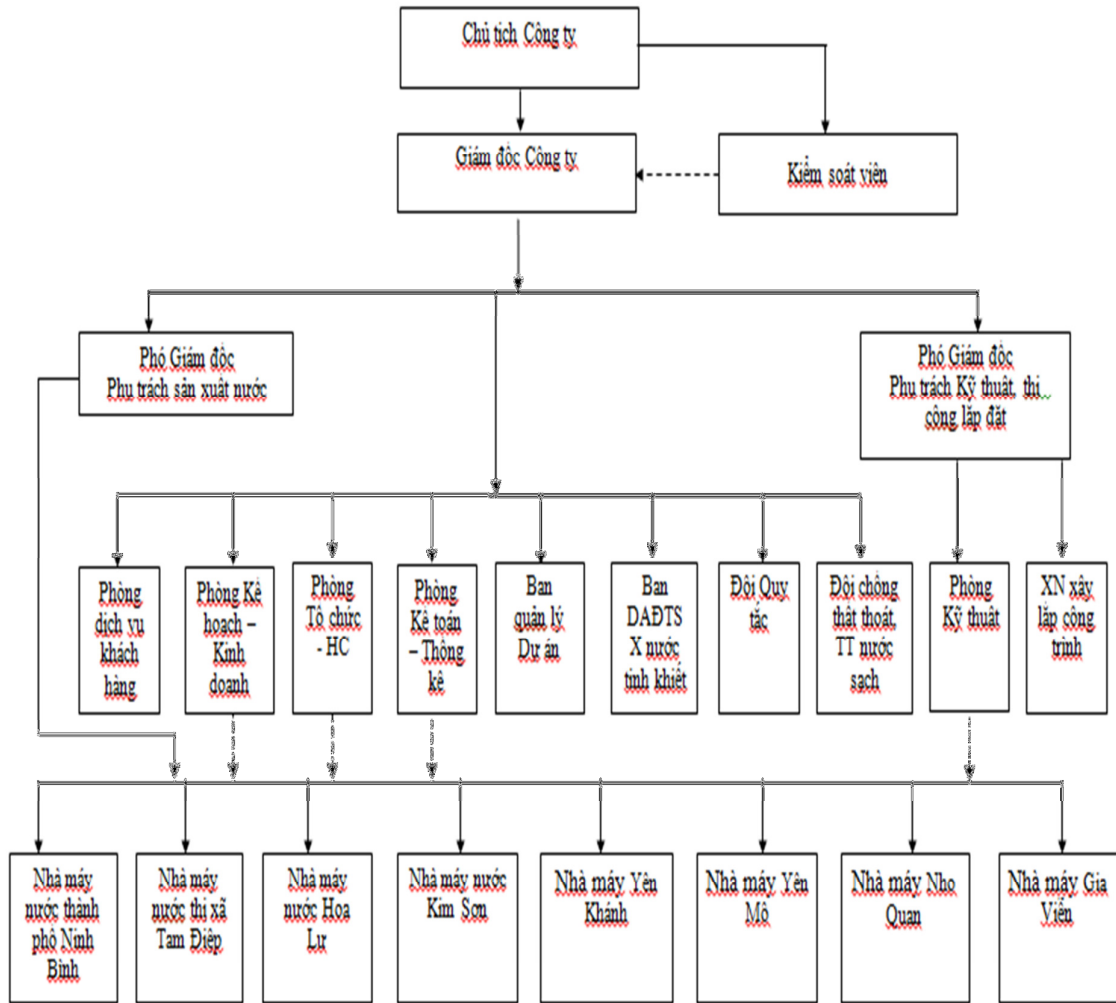 Chủ tịch Công ty
Giám đốc Công ty
Kiểm soát viên
Phó Giám đốc
Phụ trách sản xuất nước
Phó Giám đốc
Phụ trách Kỹ thuât, thi
công lắp đặt
Phòng
dịch vụ
khách
hàng
Phòng Kế
hoạch –
Kinh
doanh
Phòng
Tổ chức
- HC
Phòng
Kế toán
– Thống
kê
Ban
quản lý
Dự án
Ban
DAĐTS
X nước
tinh khiết
Đội Quy
tắc
Đội chống
thất thoát,
TT nước
sạch
Phòng
Kỹ thuật
XN xây
lắp công
trình
Nhà máy
nước thành
phố Ninh
Bình
Nhà máy
nước thị xã
Tam Điệp
Nhà máy
nước Hoa
Lư
Nhà máy nước
Kim Sơn
Nhà máy Yên
Khánh
Nhà máy Yên
Mô
Nhà máy Nho
Quan
Nhà máy Gia
Viễn